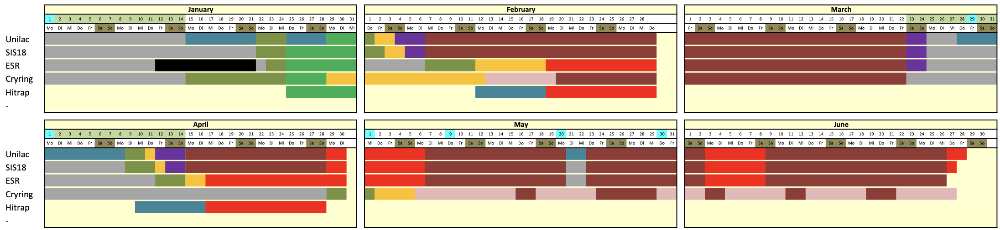 January February March
1 2 3 4 5 6 7 8 9 10 11 12 13 14 15 16 17 18 19 20 21 22 23 24 25 26 27 28 29 30 31 1 2 3 4 5 6 7 8 9 10 11 12 13 14 15 16 17 18 19 20 21 22 23 24 25 26 27 28 1 2 3 4 5 6 7 8 9 10 11 12 13 14 15 16 17 18 19 20 21 22 23 24 25 26 27 28 29 30 31
Mo Di Mi Do Fr Sa So Mo Di Mi Do Fr Sa So Mo Di Mi Do Fr Sa So Mo Di Mi Do Fr Sa So Mo Di Mi Do Fr Sa So Mo Di Mi Do Fr Sa So Mo Di Mi Do Fr Sa So Mo Di Mi Do Fr Sa So Mo Di Mi Do Fr Sa So Mo Di Mi Do Fr Sa So Mo Di Mi Do Fr Sa So Mo Di Mi Do Fr Sa So Mo Di Mi Do Fr Sa So
Unilac
SIS18
ESR
Cryring
Hitrap
-
April May June
1 2 3 4 5 6 7 8 9 10 11 12 13 14 15 16 17 18 19 20 21 22 23 24 25 26 27 28 29 30 1 2 3 4 5 6 7 8 9 10 11 12 13 14 15 16 17 18 19 20 21 22 23 24 25 26 27 28 29 30 31 1 2 3 4 5 6 7 8 9 10 11 12 13 14 15 16 17 18 19 20 21 22 23 24 25 26 27 28 29 30
Mo Di Mi Do Fr Sa So Mo Di Mi Do Fr Sa So Mo Di Mi Do Fr Sa So Mo Di Mi Do Fr Sa So Mo Di Mi Do Fr Sa So Mo Di Mi Do Fr Sa So Mo Di Mi Do Fr Sa So Mo Di Mi Do Fr Sa So Mo Di Mi Do Fr Sa So Mo Di Mi Do Fr Sa So Mo Di Mi Do Fr Sa So Mo Di Mi Do Fr Sa So Mo Di Mi Do Fr Sa So
Unilac
SIS18
ESR
Cryring
Hitrap
-